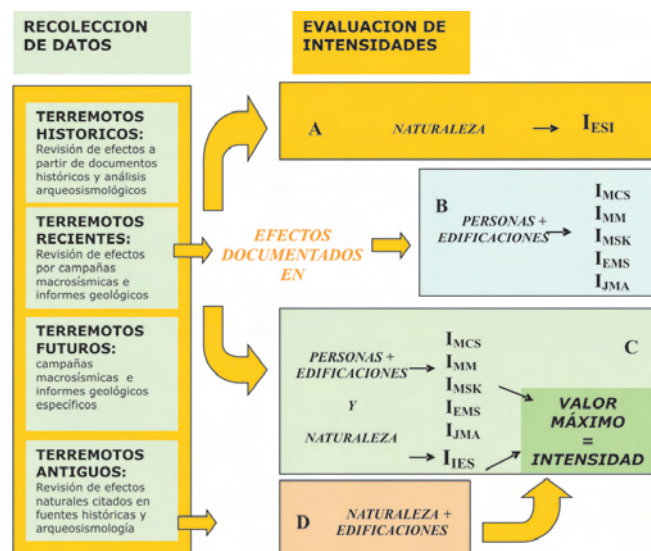 RECOLECCION
DE DATOS
EVALUACION DE
INTENSIDADES
TERREMOTOS
HISTORICOS:
Revisión de efectos a
partir de documentos
históricos y análisis
arqueosismológicos
TERREMOTOS
RECIENTES:
Revisión de efectos
por campañas
macrosísmicas e
informes geológicos
TERREMOTOS
FUTUROS:
campañas
macrosísmicas e
informes geológicos
específicos
TERREMOTOS
ANTIGUOS:
Revisión de efectos
naturales citados en
fuentes históricas y
arqueosismología
EFECTOS
DOCUMENTADOS
EN
A NATURALEZA IESI
B
PERSONAS +
EDIFICACIONES
IMCS
IMM
IMSK
IEMS
IJMA
C
PERSONAS +
EDIFICACIONES
Y
NATURALEZA
IMCS
IMM
IMSK
IEMS
IJMA
IIES
VALOR
MÁXIMO
=
INTENSIDAD
D
NATURALEZA +
EDIFICACIONES